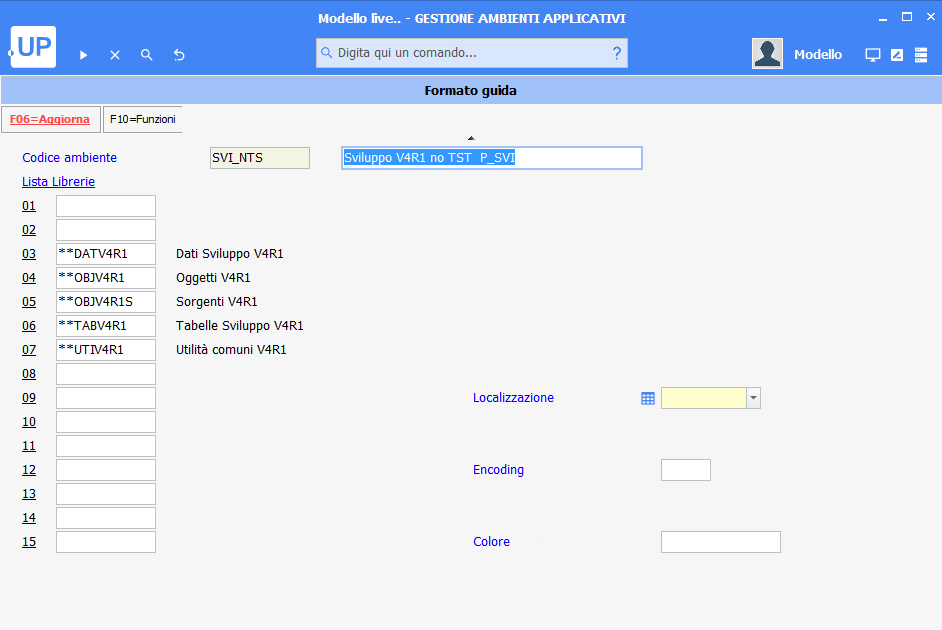 Modello live.. - GESTIONE AMBIENTI APPLICATIVI
UP
Digita qui un comando... ?
Modello
Formato guida
F06=Aggiorna F10=Funzioni
Codice ambiente SVI_NTS Sviluppo V4R1 no TST P_SVI
Lista Librerie
01
02
03 **DATV4R1 Dati Sviluppo V4R1
04 **OBJV4R1 Oggetti V4R1
05 **OBJV4R1S Sorgenti V4R1
06 **TABV4R1 Tabelle Sviluppo V4R1
07 **UTIV4R1 Utilità comuni V4R1
08
09 Localizzazione
10
11
12 Encoding
13
14
15 Colore